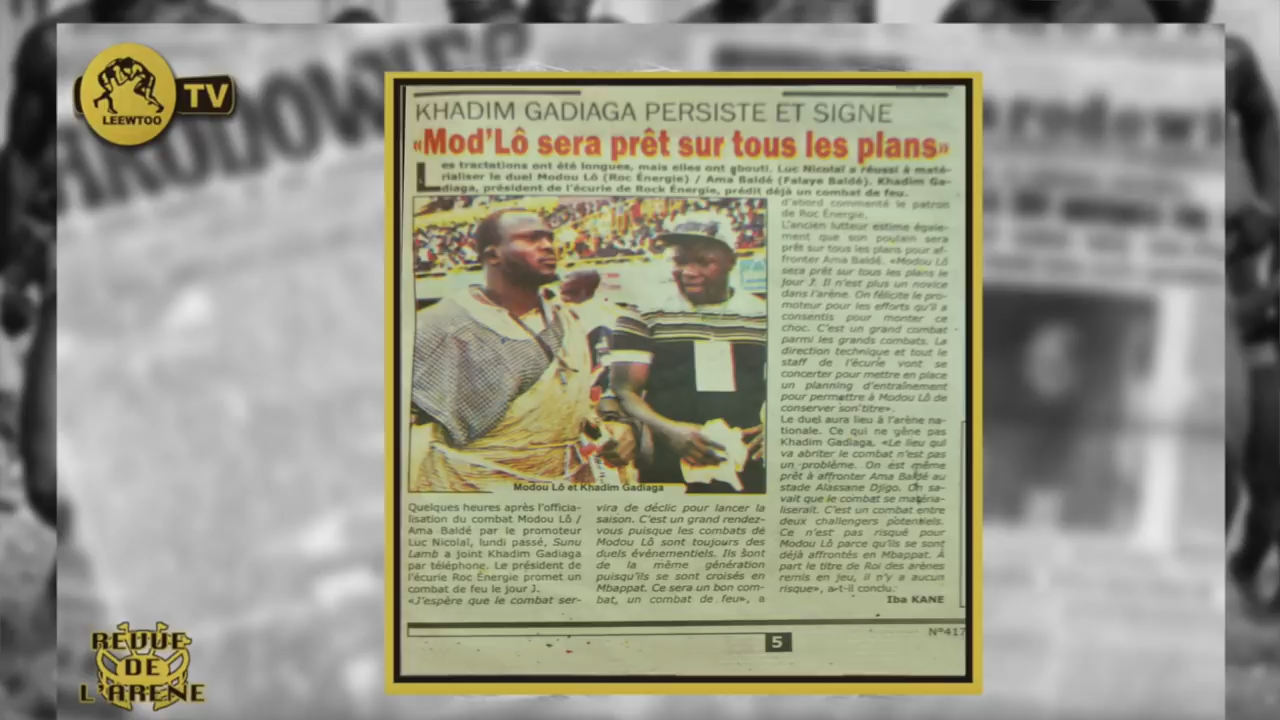 LEEWTOO
TV
KHADIM GADIAGA PERSISTE ET SIGNE
«Mod'Lô sera prêt sur tous les plans»
Les tractations ont été longues, mais elles ont abouti. Luc Nicolaï a réussi à maté-
rialiser le duel Modou Lô (Roc Énergie) / Ama Baldé (Falaye Baldé). Khadim Ga-
diaga, président de l'écurie de Rock Énergie, prédit déjà un combat de feu.
Modou Lô et Khadim Gadiaga
Quelques heures après l'officia-
lisation du combat Modou Lô /
Ama Baldé par le promoteur
Luc Nicolaï, lundi passé, Sunu
Lamb a joint Khadim Gadiaga
par téléphone. Le président de
l'écurie Roc Énergie promet un
combat de feu le jour J.
«J'espère que le combat ser-
vira de déclic pour lancer la
saison. C'est un grand rendez-
vous puisque les combats de
Modou Lô sont toujours des
duels évènementiels. Ils sont
de la même génération
puisqu'ils se sont croisés en
Mbappat. Ce sera un bon com-
bat, un combat de feu», a
d'abord commenté le patron
de Roc Énergie.
L'ancien lutteur estime égale-
ment que son poulain sera
prêt sur tous les plans pour af-
fronter Ama Baldé. «Modou Lô
sera prêt sur tous les plans le
jour J. Il n'est plus un novice
dans l'arène. On félicite le pro-
moteur pour les efforts qu'il a
consentis pour monter ce
choc. C'est un grand combat
parmi les grands combats. La
direction technique et tout le
staff de l'écurie vont se
concerter pour mettre en place
un planning d'entraînement
pour permettre à Modou Lô de
conserver son titre».
Le duel aura lieu à l'arène na-
tionale. Ce qui ne gêne pas
Khadim Gadiaga. «Le lieu qui
va abriter le combat n'est pas
un problème. On est même
prêt à affronter Ama Baldé au
stade Alassane Djigo. On sa-
vait que le combat se matéria-
liserait. C'est un combat entre
deux challengers potentiels.
Ce n'est pas risqué pour
Modou Lô parce qu'ils se sont
déjà affrontés en Mbappat. À
part le titre de Roi des arènes
remis en jeu, il n'y a aucun
risque», a-t-il conclu.
Iba KANE
N°417
5
REVUE
DE
L'ARENE